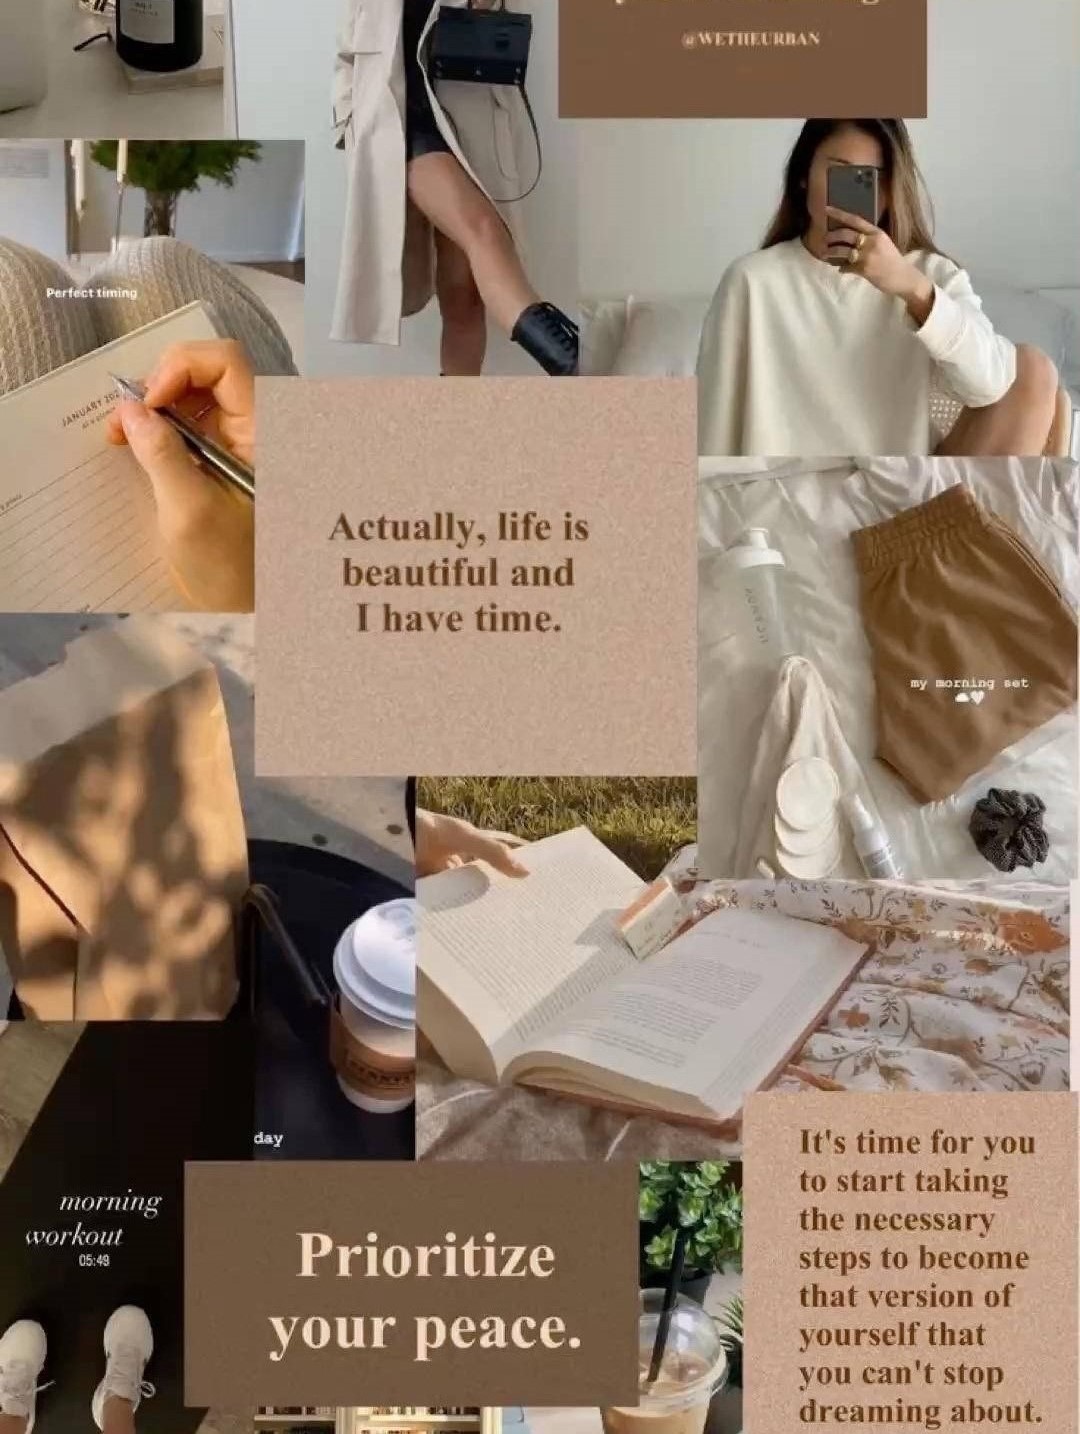 @WETHEURBAN
Perfect timing
JANUARY
Actually, life is
beautiful and
I have time.
my morning set
day
morning
workout
05:49
Prioritize
your peace.
It's time for you
to start taking
the necessary
steps to become
that version of
yourself that
you can't stop
dreaming about.